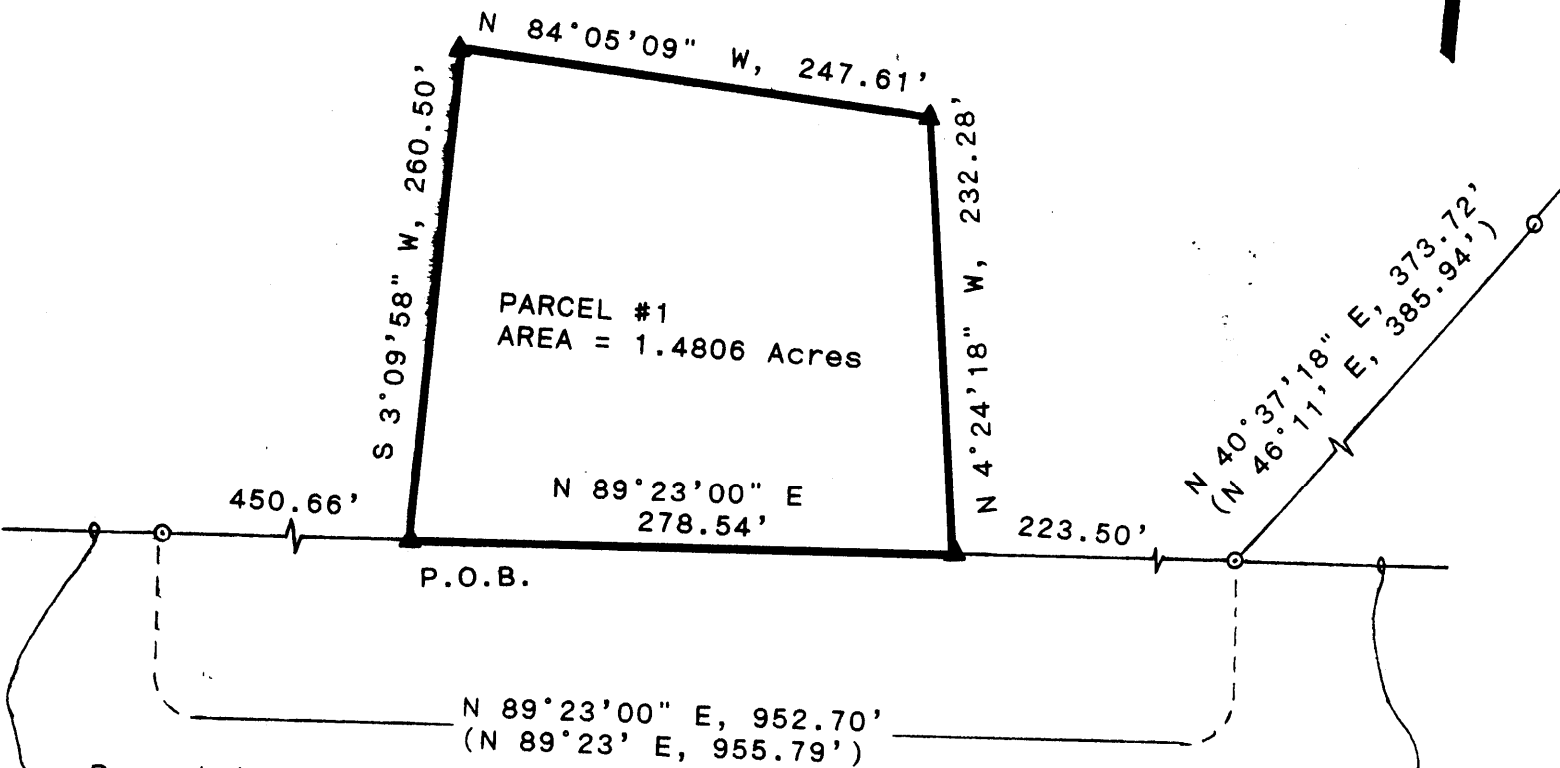 N 84°05'09" W, 247.61'
S 3°09'58" W, 260.50'
N 4°24'18" W, 232.28'
PARCEL #1
AREA = 1.4806 Acres
N 40°37'18" E, 373.72'
(N 46°11' E, 385.94')
450.66'
N 89°23'00" E
278.54'
223.50'
P.O.B.
N 89°23'00" E, 952.70'
(N 89°23' E, 955.79')